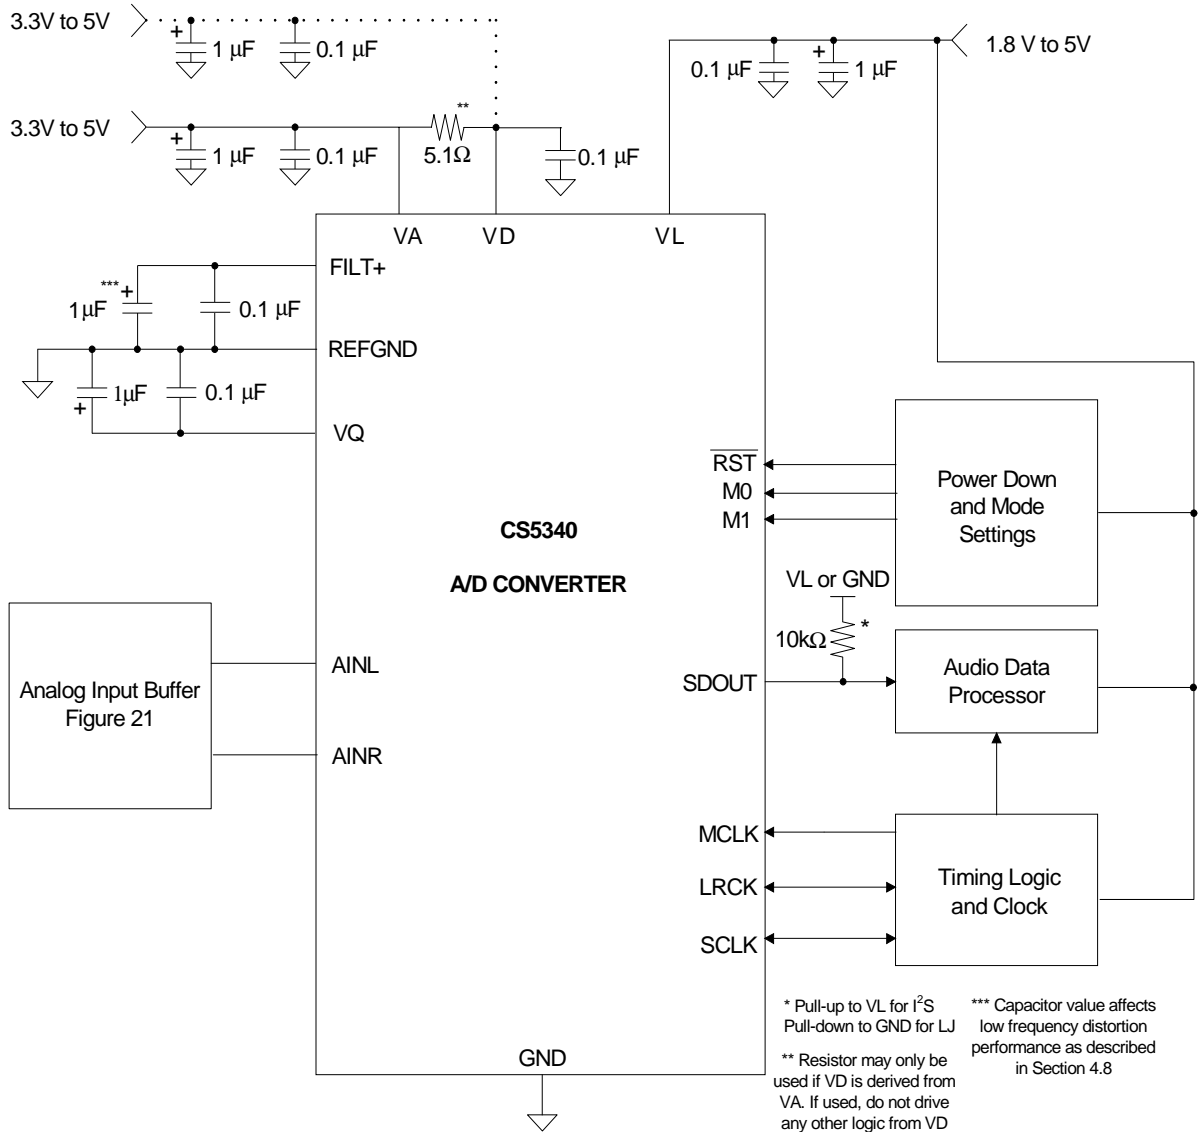 3.3V to 5V
+
1 µF
0.1 µF
1.8 V to 5V
0.1 µF
+
1 µF
3.3V to 5V
+
1 µF
0.1 µF
**
5.1Ω
0.1 µF
VA
VD
VL
FILT+
***
+
1µF
0.1 µF
REFGND
+
1µF
0.1 µF
VQ
RST
M0
M1
Power Down
and Mode
Settings
CS5340
A/D CONVERTER
VL or GND
10kΩ
*
Analog Input Buffer
Figure 21
AINL
AINR
SDOUT
Audio Data
Processor
MCLK
LRCK
SCLK
Timing Logic
and Clock
GND
* Pull-up to VL for I²S
Pull-down to GND for LJ
** Resistor may only be
used if VD is derived from
VA. If used, do not drive
any other logic from VD
*** Capacitor value affects
low frequency distortion
performance as described
in Section 4.8